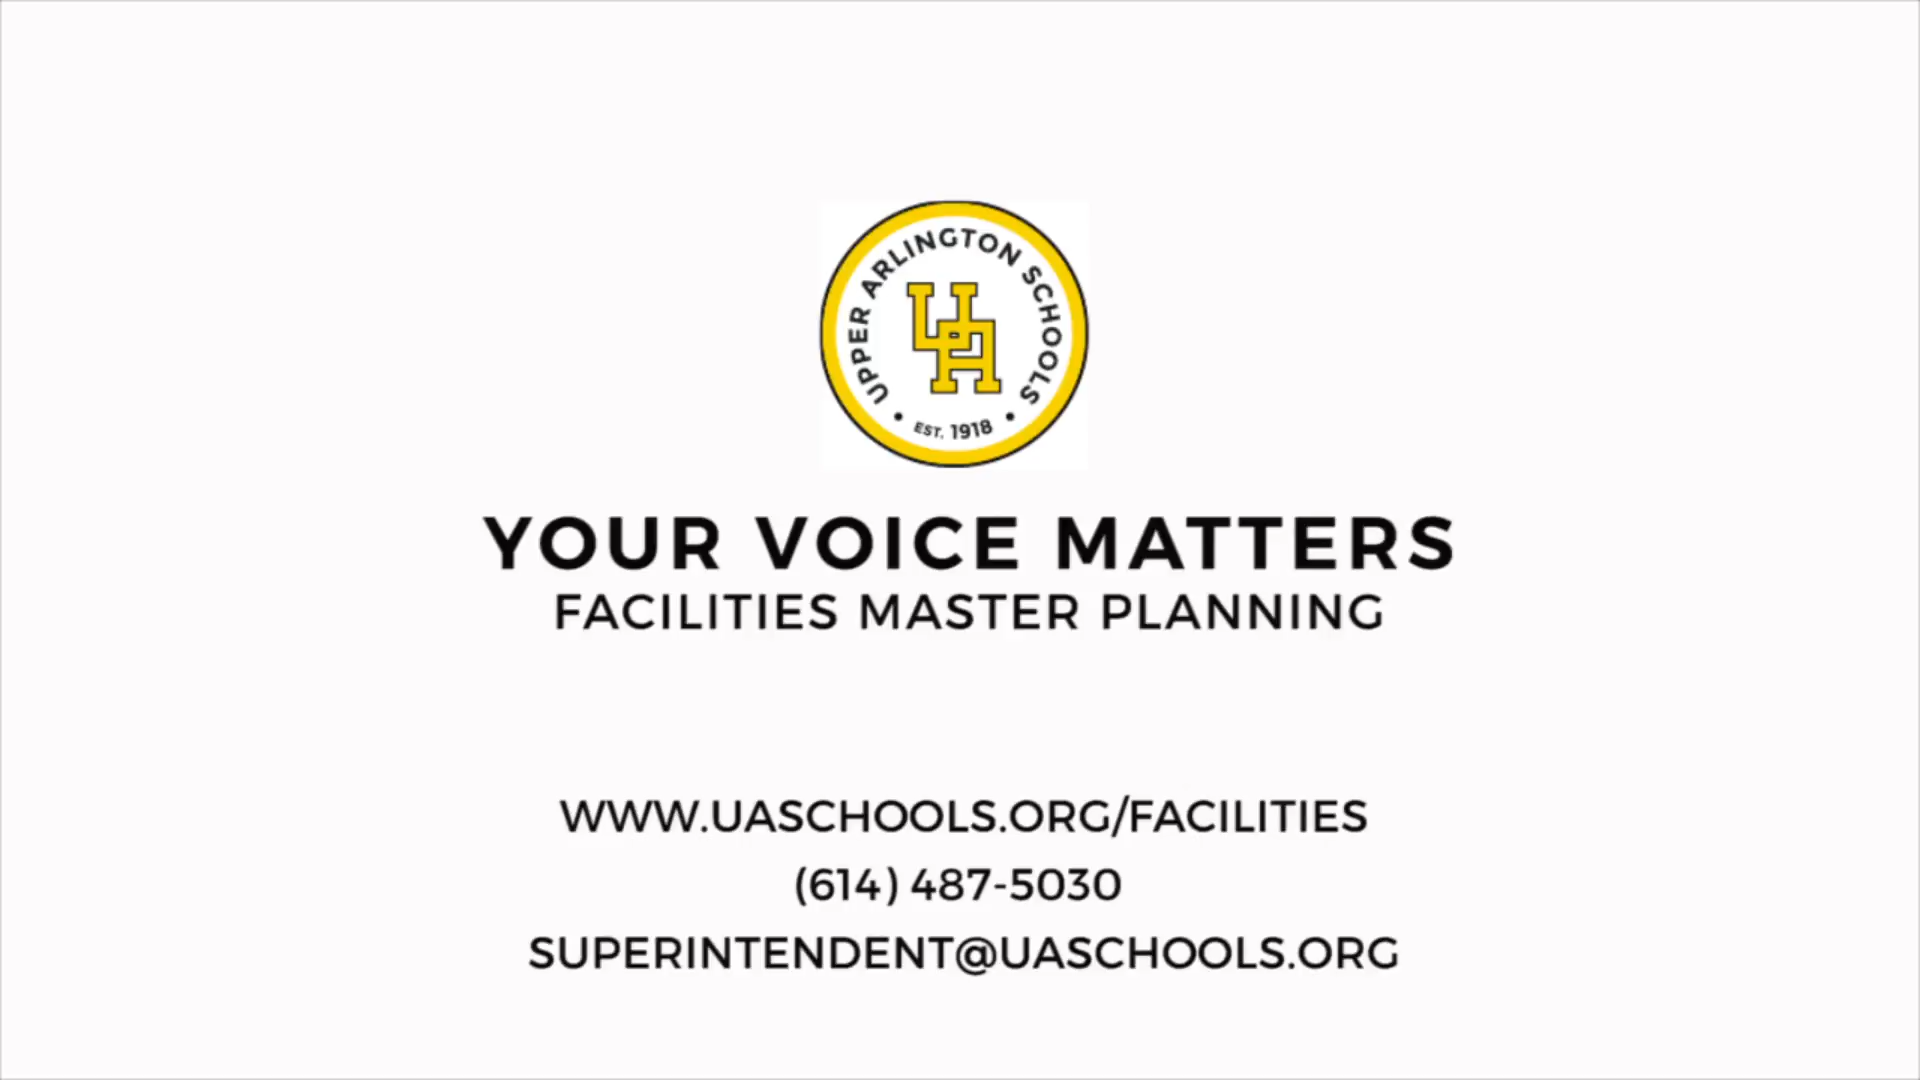 UPPER ARLINGTON SCHOOLS
UA
• EST. 1918 •
YOUR VOICE MATTERS
FACILITIES MASTER PLANNING
WWW.UASCHOOLS.ORG/FACILITIES
(614) 487-5030
SUPERINTENDENT@UASCHOOLS.ORG